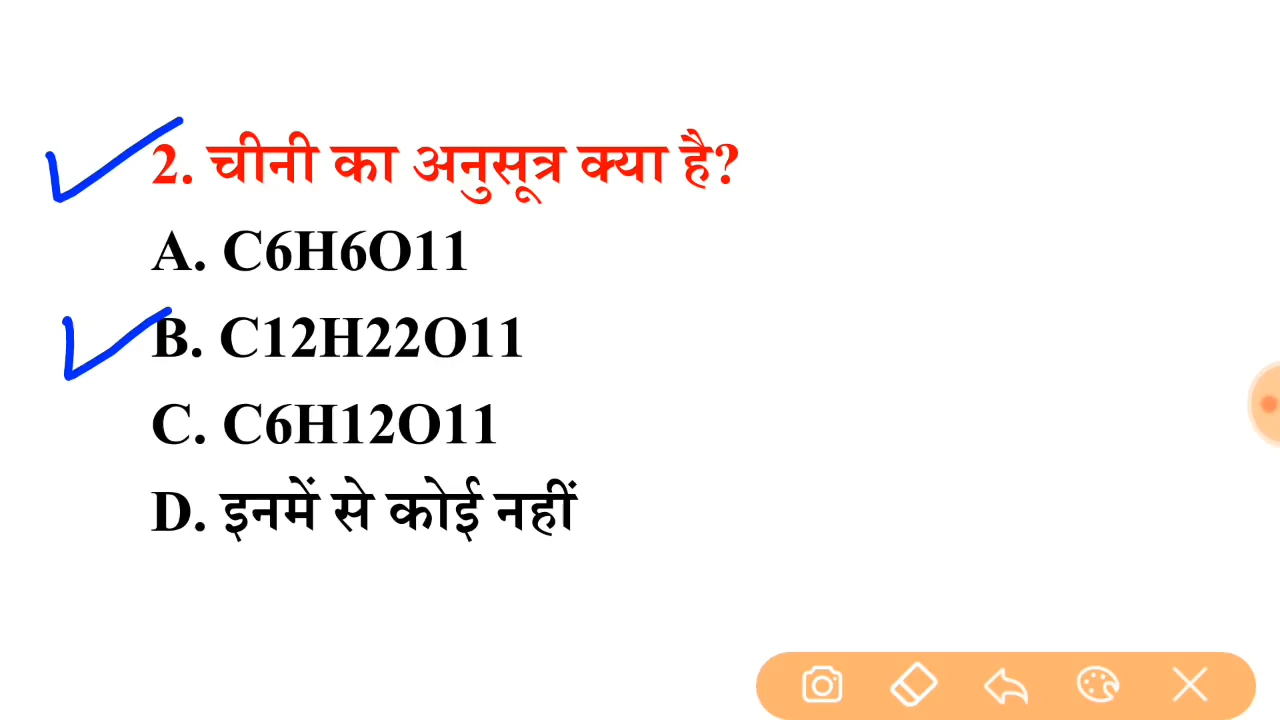 2. चीनी का अनुसूत्र क्या है?
A. C6H6O11
B. C12H22O11
C. C6H12O11
D. इनमें से कोई नहीं